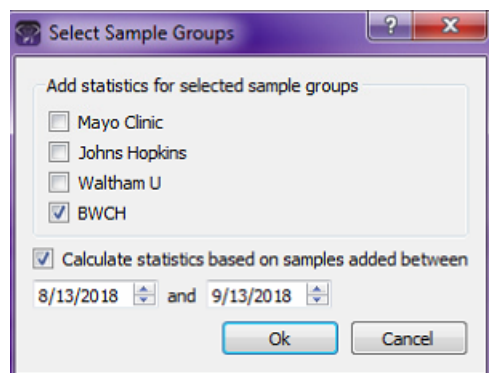 Select Sample Groups
?
X
Add statistics for selected sample groups
Mayo Clinic
Johns Hopkins
Waltham U
BWCH
Calculate statistics based on samples added between
8/13/2018 and 9/13/2018
Ok Cancel